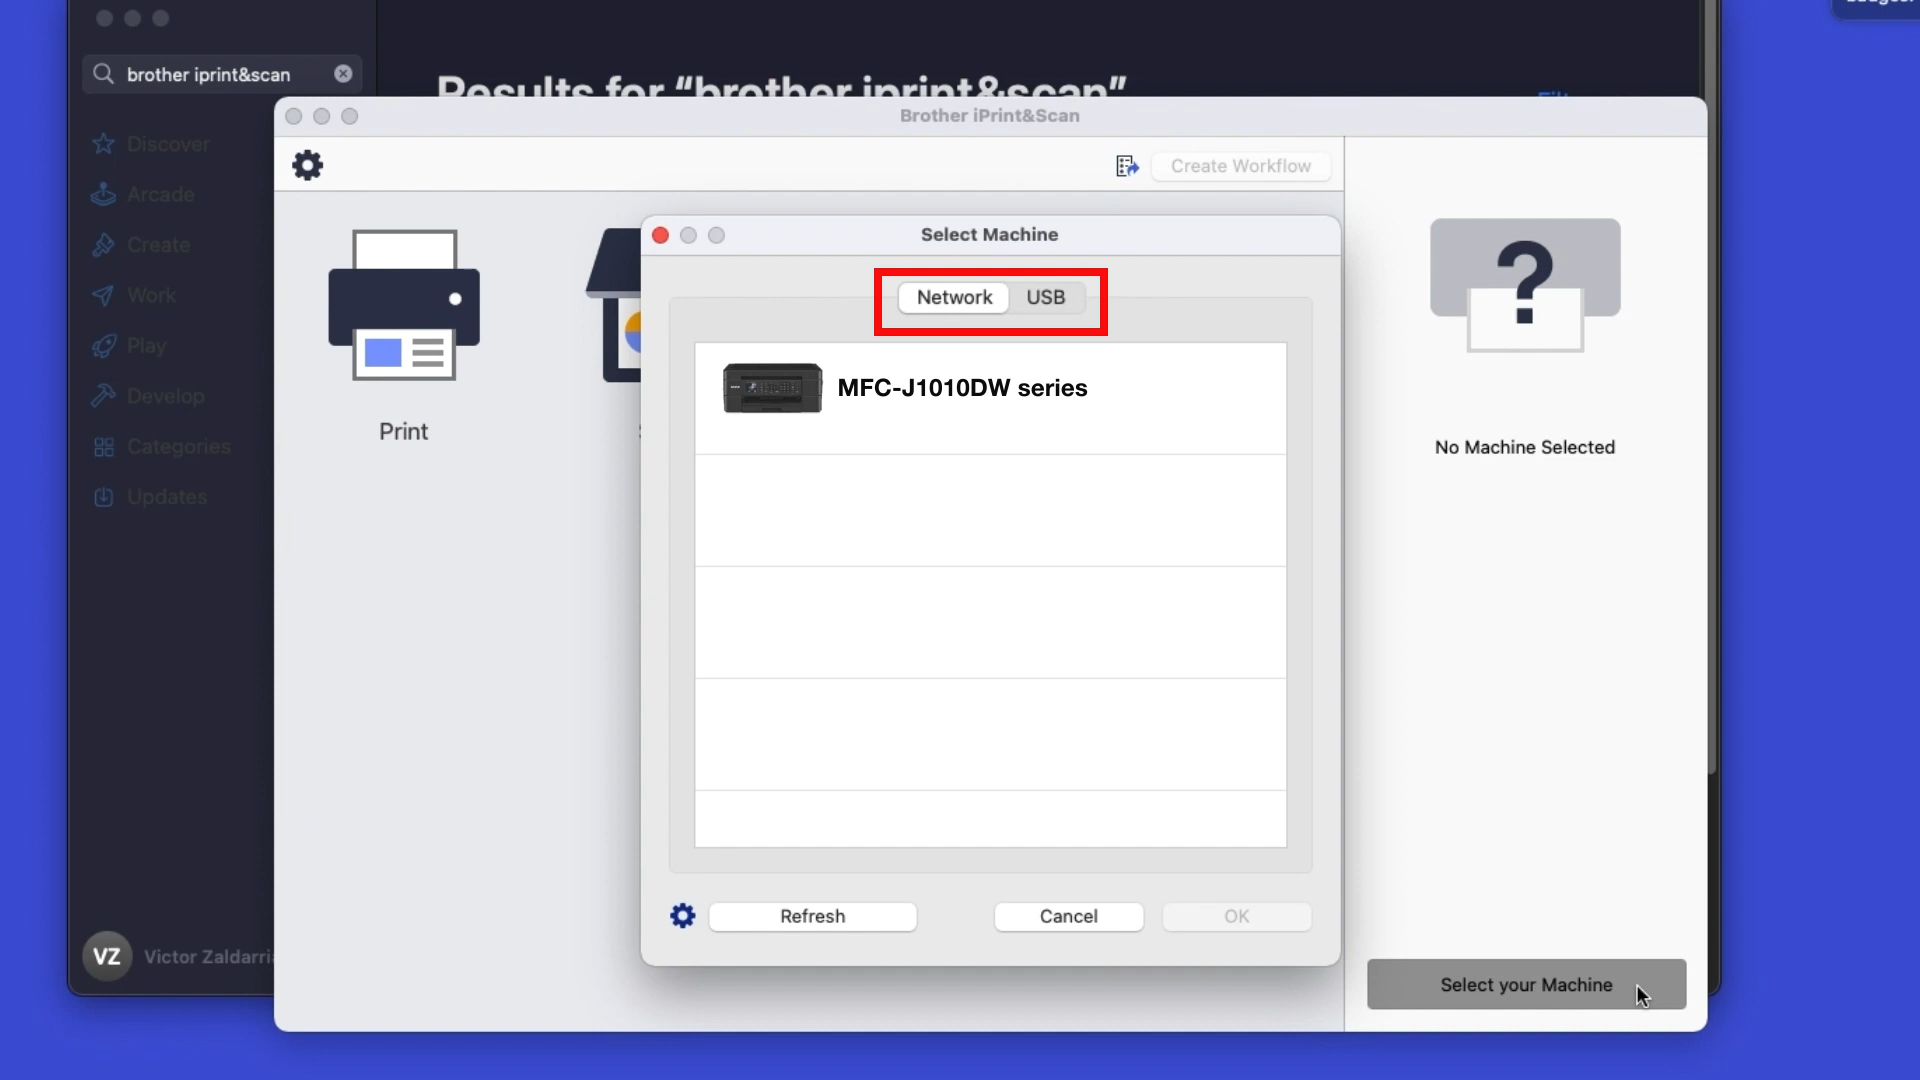 brother iprint&scan
Results for “brother iprint&scan”
Brother iPrint&Scan
Discover
Arcade
Create
Work
Play
Develop
Categories
Updates
Create Workflow
Print
Select Machine
Network
USB
MFC-J1010DW series
No Machine Selected
Refresh
Cancel
OK
Select your Machine
VZ
Victor Zaldarria